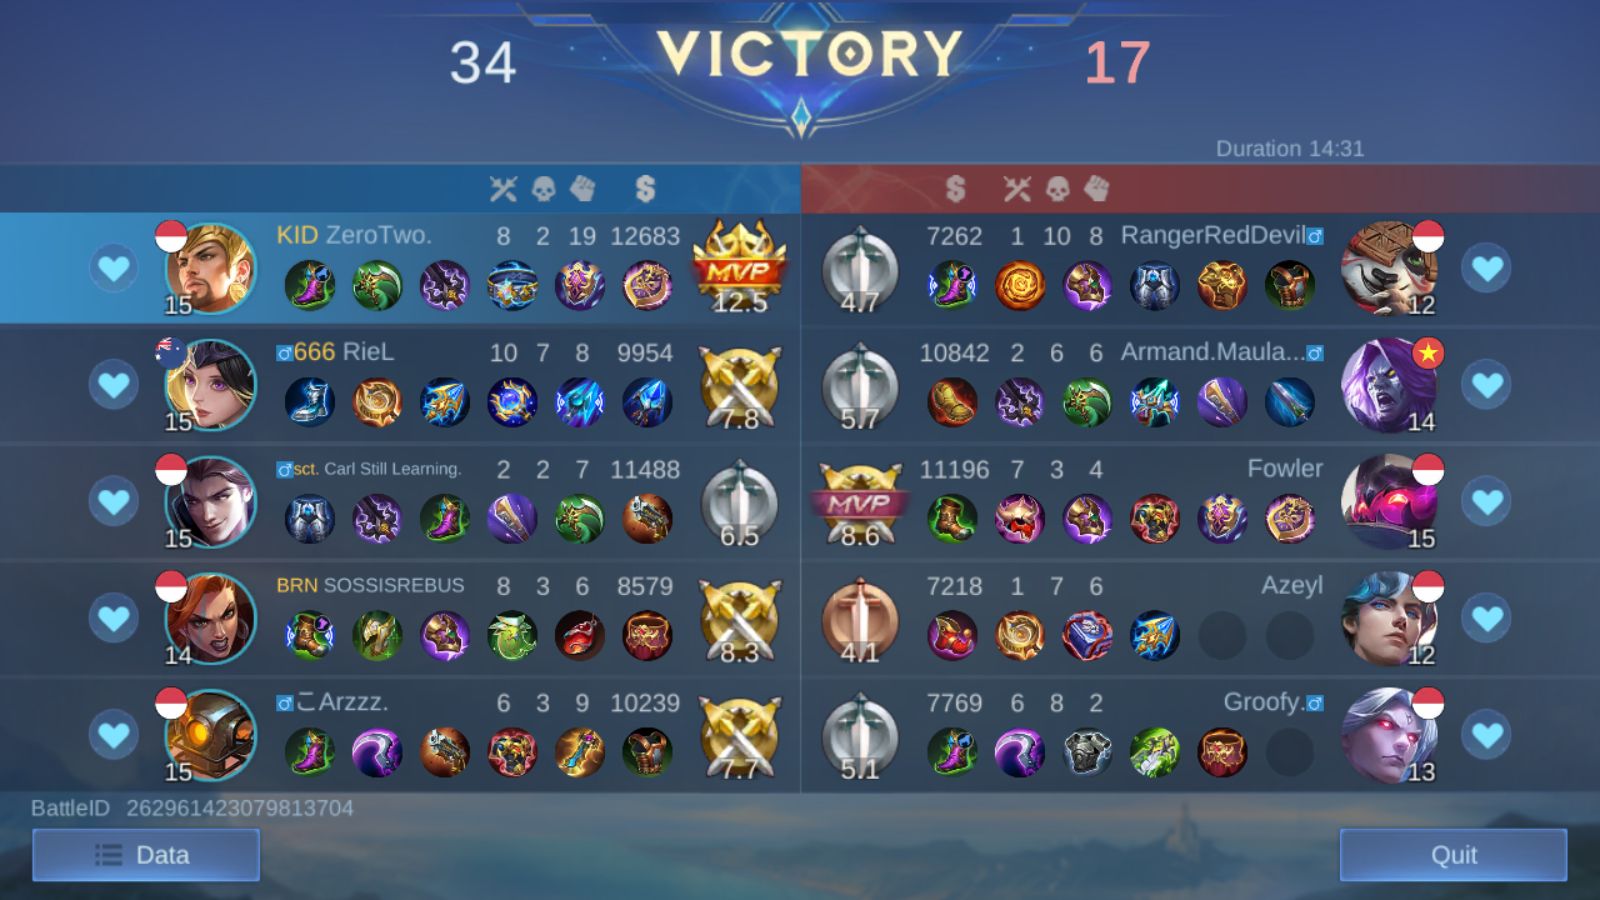 34 VICTORY 17
Duration 14:31
KID ZeroTwo. 8 2 19 12683 MVP 12.5 15
4.7 7262 1 10 8 RangerRedDevil♂ 12
♂666 RieL 10 7 8 9954 7.8 15
5.7 10842 2 6 6 Armand.Maula...♂ 14
♂sct. Carl Still Learning. 2 2 7 11488 6.5 15
MVP 8.6 11196 7 3 4 Fowler 15
BRN SOSSISREBUS 8 3 6 8579 8.3 14
4.1 7218 1 7 6 Azeyl 12
♂こArzzz. 6 3 9 10239 7.7 15
5.1 7769 6 8 2 Groofy.♂ 13
BattleID 262961423079813704
Data
Quit